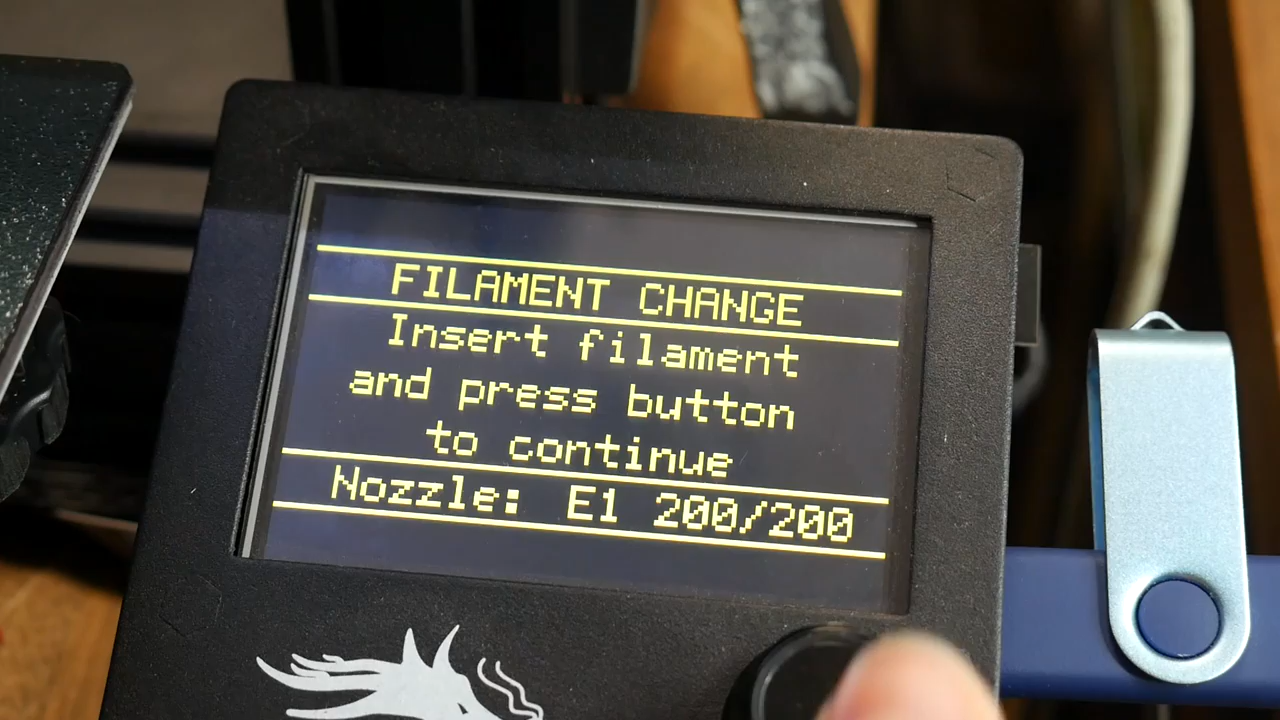 FILAMENT CHANGE
Insert filament
and press button
to continue
Nozzle: E1 200/200